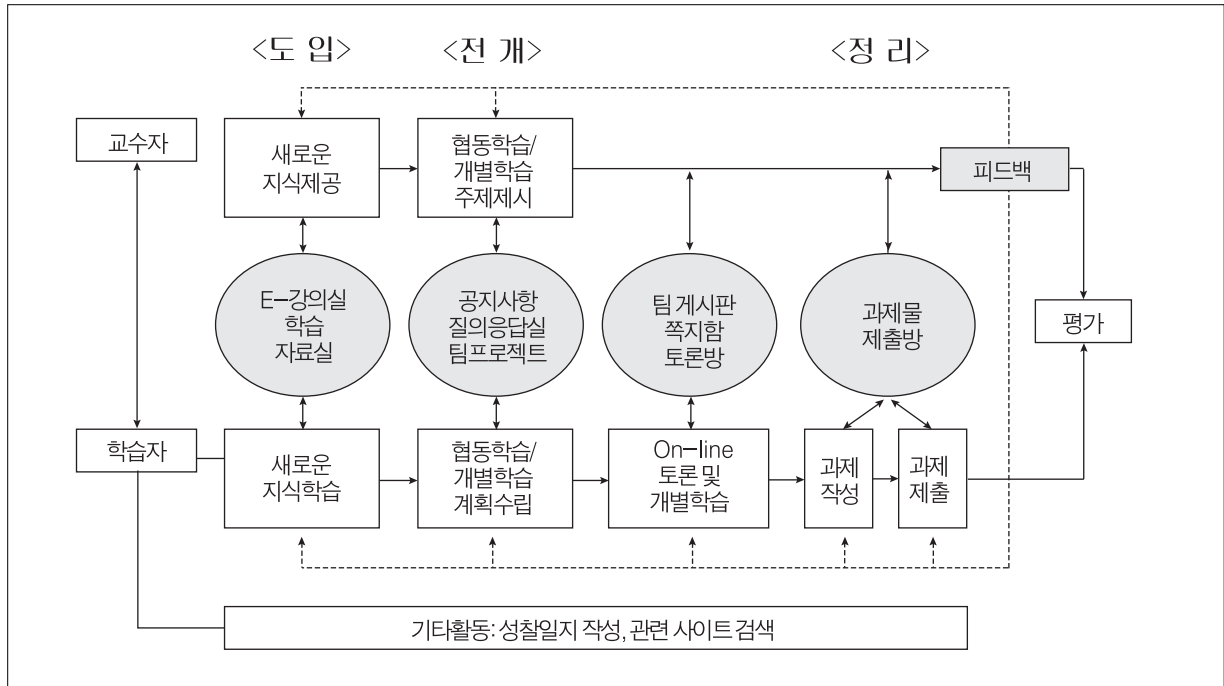 <도 입>
<전 개>
<정 리>
교수자
새로운
지식제공
협동학습/
개별학습
주제제시
피드백
E-강의실
학습
자료실
공지사항
질의응답실
팀프로젝트
팀 게시판
쪽지함
토론방
과제물
제출방
평가
학습자
새로운
지식학습
협동학습/
개별학습
계획수립
On-line
토론 및
개별학습
과제
작성
과제
제출
기타활동: 성찰일지 작성, 관련 사이트 검색